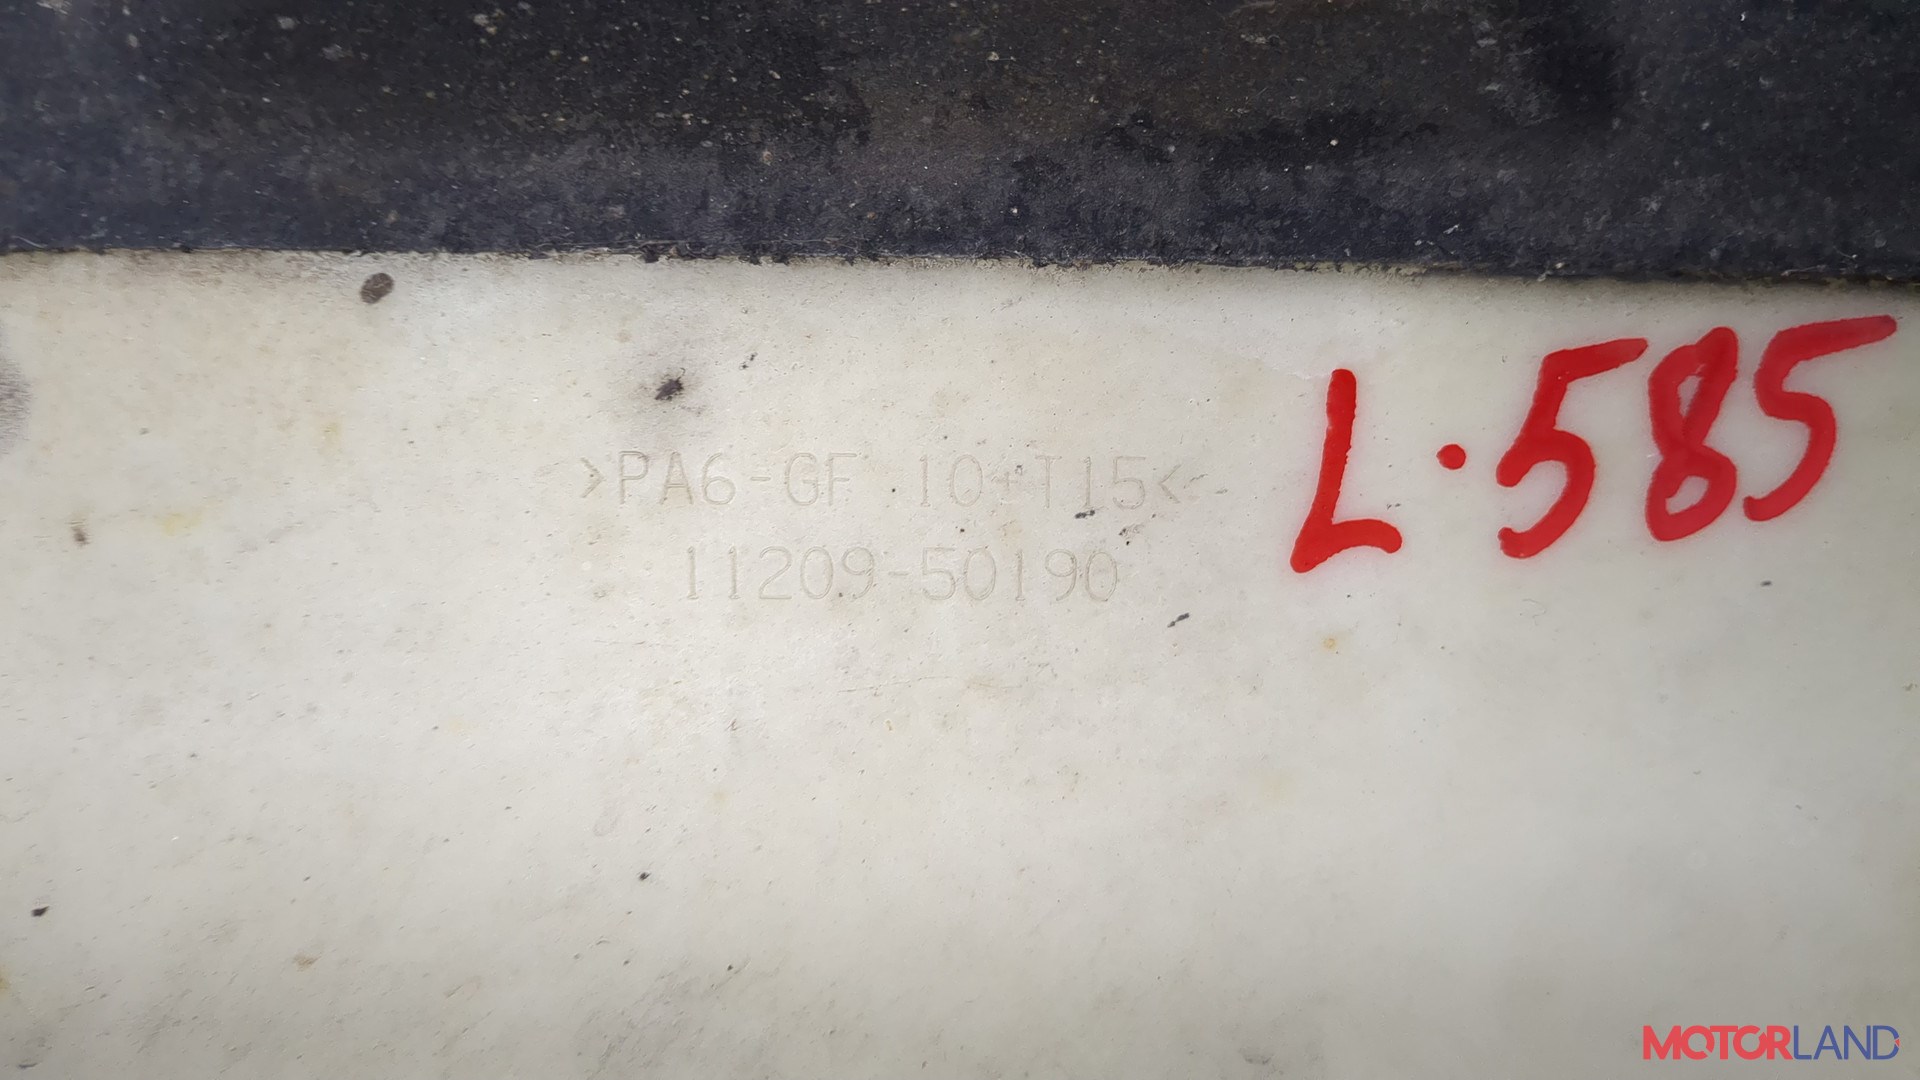 L.585
>PA6-GF 10+T15<
11209-50190
MOTORLAND